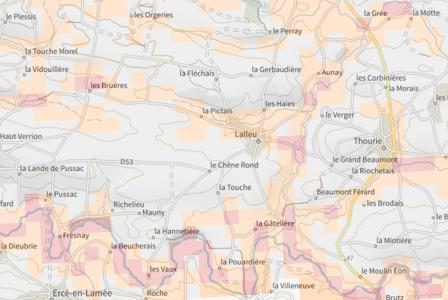 le Plessis
les Orgeries
la Grée
la Motte
le Perray
la Touche Morel
la Vidouillère
la Fléchais
la Gerbaudière
Aunay
les Corbinières
la Morais
les Bruères
les Haies
la Pictais
le Verger
Haut Verrion
Lalleu
Thourie
D53
le Chêne Rond
le Grand Beaumont
la Riochetais
la Lande de Pussac
la Touche
Beaumont Férard
le Pussac
Richelieu
Mauny
les Brodais
Fresnay
la Gâtelière
la Hannetière
la Dieubrie
la Beucherais
la Miotière
la Pouardière
les Vaux
le Moulin Éon
Ercé-en-Lamée
Roche
la Villeneuve
Brutz